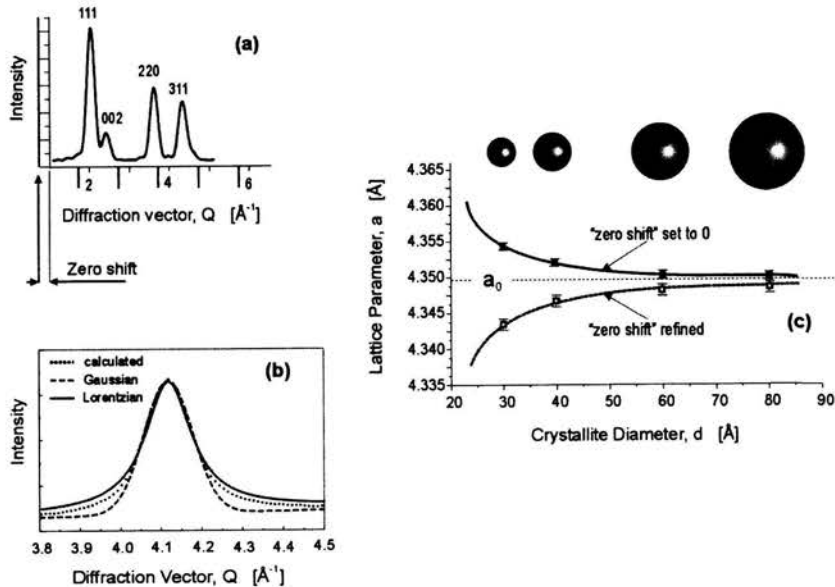 (a)
111
002
220
311
Intensity
2 4 6
Diffraction vector, Q [Å⁻¹]
Zero shift
(b)
calculated
Gaussian
Lorentzian
Intensity
3.8 3.9 4.0 4.1 4.2 4.3 4.4 4.5
Diffraction Vector, Q [Å⁻¹]
4.365
4.360
4.355
4.350
4.345
4.340
4.335
Lattice Parameter, a [Å]
"zero shift" set to 0
a₀
"zero shift" refined
(c)
20 30 40 50 60 70 80 90
Crystallite Diameter, d [Å]